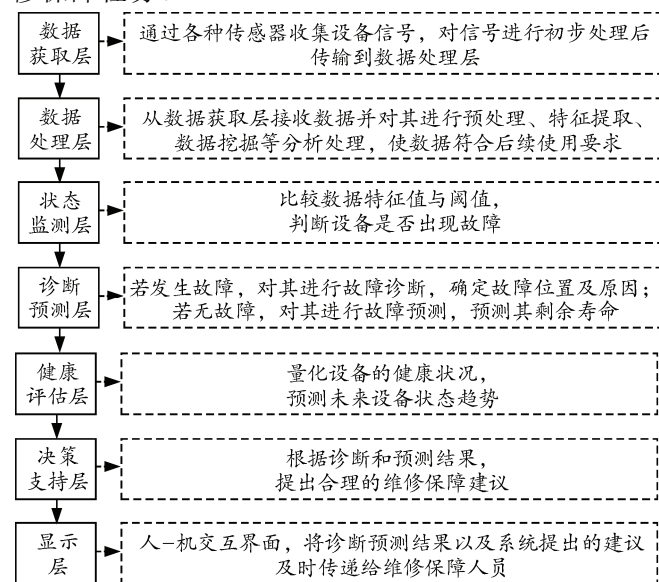 数据
获取层
通过各种传感器收集设备信号，对信号进行初步处理后
传输到数据处理层
数据
处理层
从数据获取层接收数据并对其进行预处理、特征提取、
数据挖掘等分析处理，使数据符合后续使用要求
状态
监测层
比较数据特征值与阈值，
判断设备是否出现故障
诊断
预测层
若发生故障，对其进行故障诊断，确定故障位置及原因；
若无故障，对其进行故障预测，预测其剩余寿命
健康
评估层
量化设备的健康状况，
预测未来设备状态趋势
决策
支持层
根据诊断和预测结果，
提出合理的维修保障建议
显示
层
人-机交互界面，将诊断预测结果以及系统提出的建议
及时传递给维修保障人员